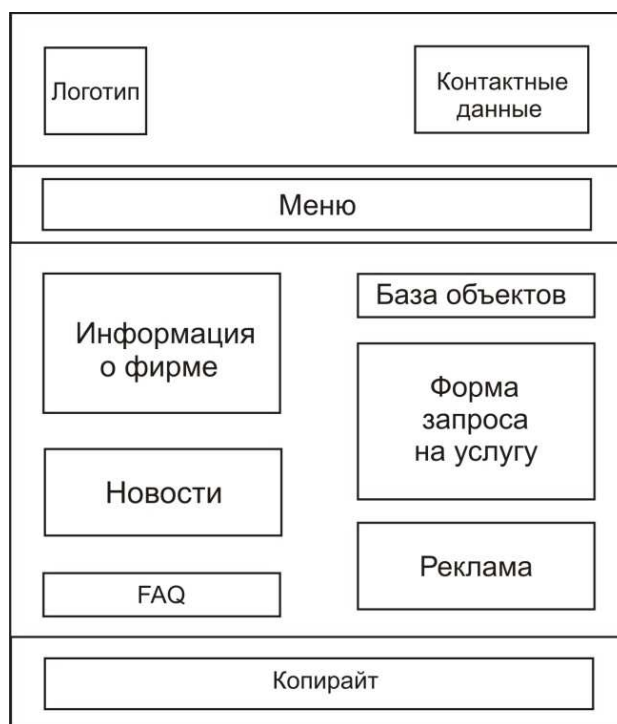 Логотип
Контактные
данные
Меню
Информация
о фирме
Новости
FAQ
База объектов
Форма
запроса
на услугу
Реклама
Копирайт